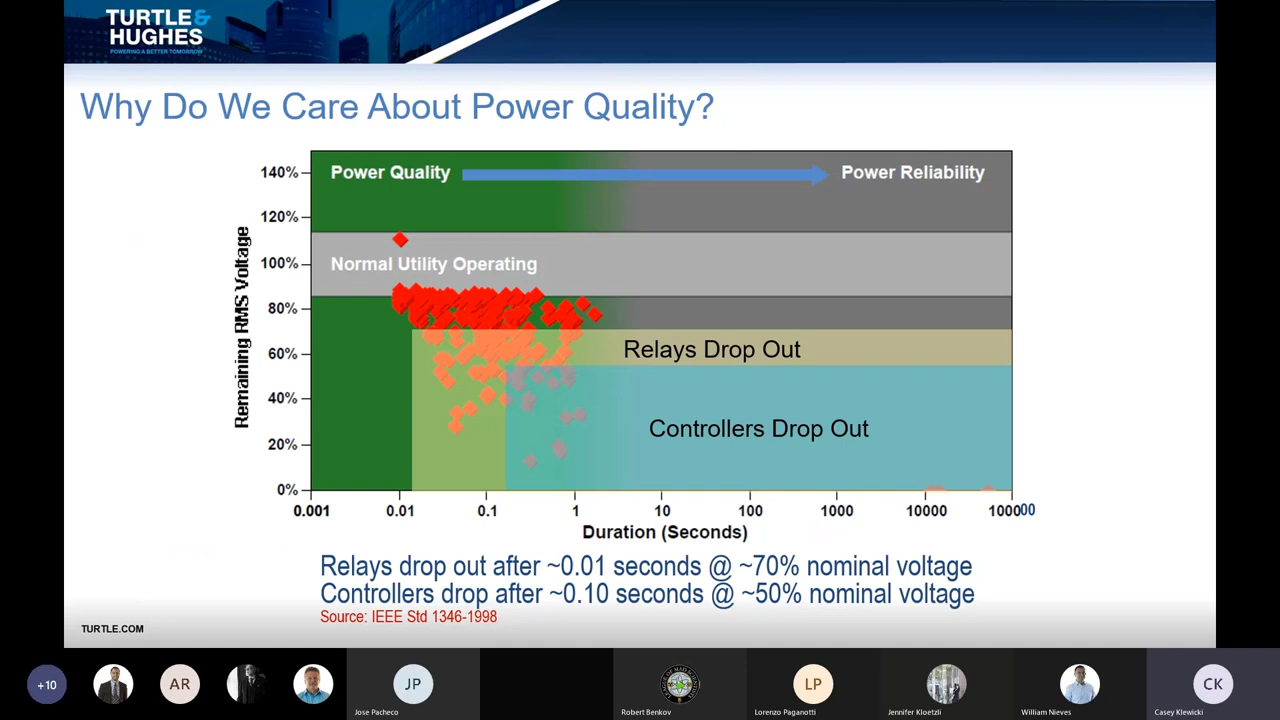 TURTLE&
HUGHES
POWERING A BETTER TOMORROW
Why Do We Care About Power Quality?
140%
120%
100%
80%
60%
40%
20%
0%
Remaining RMS Voltage
Power Quality
Power Reliability
Normal Utility Operating
Relays Drop Out
Controllers Drop Out
0.001
0.01
0.1
1
10
100
1000
10000
10000000
Duration (Seconds)
Relays drop out after ~0.01 seconds @ ~70% nominal voltage
Controllers drop after ~0.10 seconds @ ~50% nominal voltage
Source: IEEE Std 1346-1998
TURTLE.COM
+10
AR
JP
LP
CK
Jose Pacheco
Robert Benkov
Lorenzo Paganotti
Jennifer Kloetzli
William Nieves
Casey Klewicki